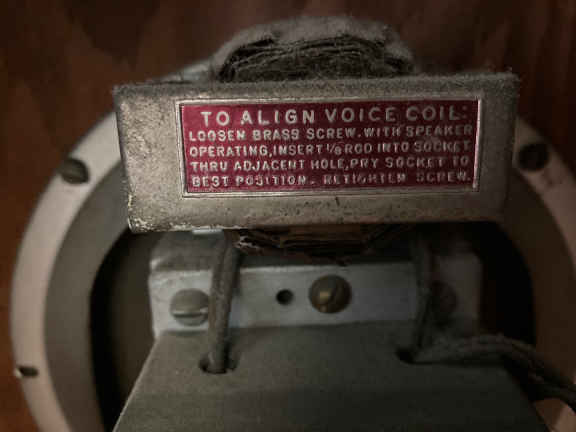 TO ALIGN VOICE COIL:
LOOSEN BRASS SCREW. WITH SPEAKER
OPERATING, INSERT 1/8 ROD INTO SOCKET
THRU ADJACENT HOLE, PRY SOCKET TO
BEST POSITION. RETIGHTEN SCREW.